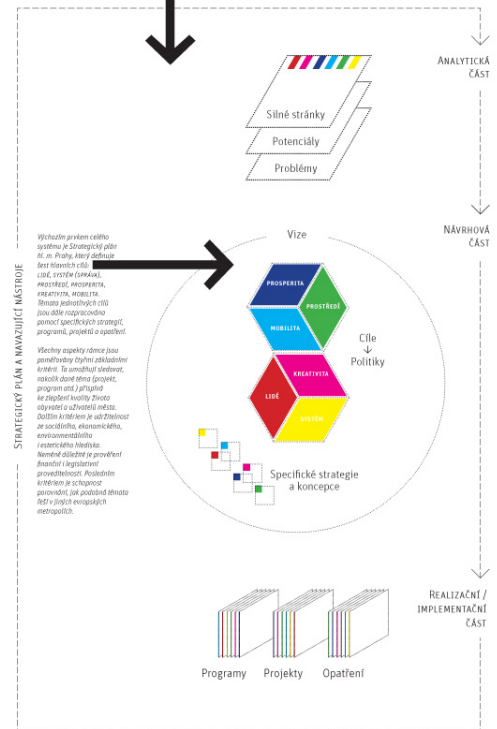 ANALYTICKÁ
ČÁST
Silné stránky
Potenciály
Problémy
NÁVRHOVÁ
ČÁST
STRATEGICKÝ PLÁN A NAVAZUJÍCÍ NÁSTROJE
Výchozím prvkem celého
systému je Strategický plán
hl. m. Prahy, který definuje
šest hlavních cílů:
LIDÉ, SYSTÉM (SPRÁVA),
PROSTŘEDÍ, PROSPERITA,
KREATIVITA, MOBILITA.
Témata jednotlivých cílů
jsou dále rozpracována
pomocí specifických strategií,
programů, projektů a opatření.
Všechny aspekty rámce jsou
poměřovány čtyřmi základními
kritérii. Ta umožňují sledovat,
nakolik dané téma (projekt,
program atd.) přispívá
ke zlepšení kvality života
obyvatel a uživatelů města.
Dalším kritériem je udržitelnost
ze sociálního, ekonomického,
environmentálního
i estetického hlediska.
Neméně důležité je prověření
finanční i legislativní
proveditelnosti. Posledním
kritériem je schopnost
porovnání, jak podobná témata
řeší v jiných evropských
metropolích.
Vize
PROSPERITA
PROSTŘEDÍ
MOBILITA
KREATIVITA
LIDÉ
SYSTÉM
Cíle
Politiky
Specifické strategie
a koncepce
REALIZAČNÍ /
IMPLEMENTAČNÍ
ČÁST
Programy
Projekty
Opatření